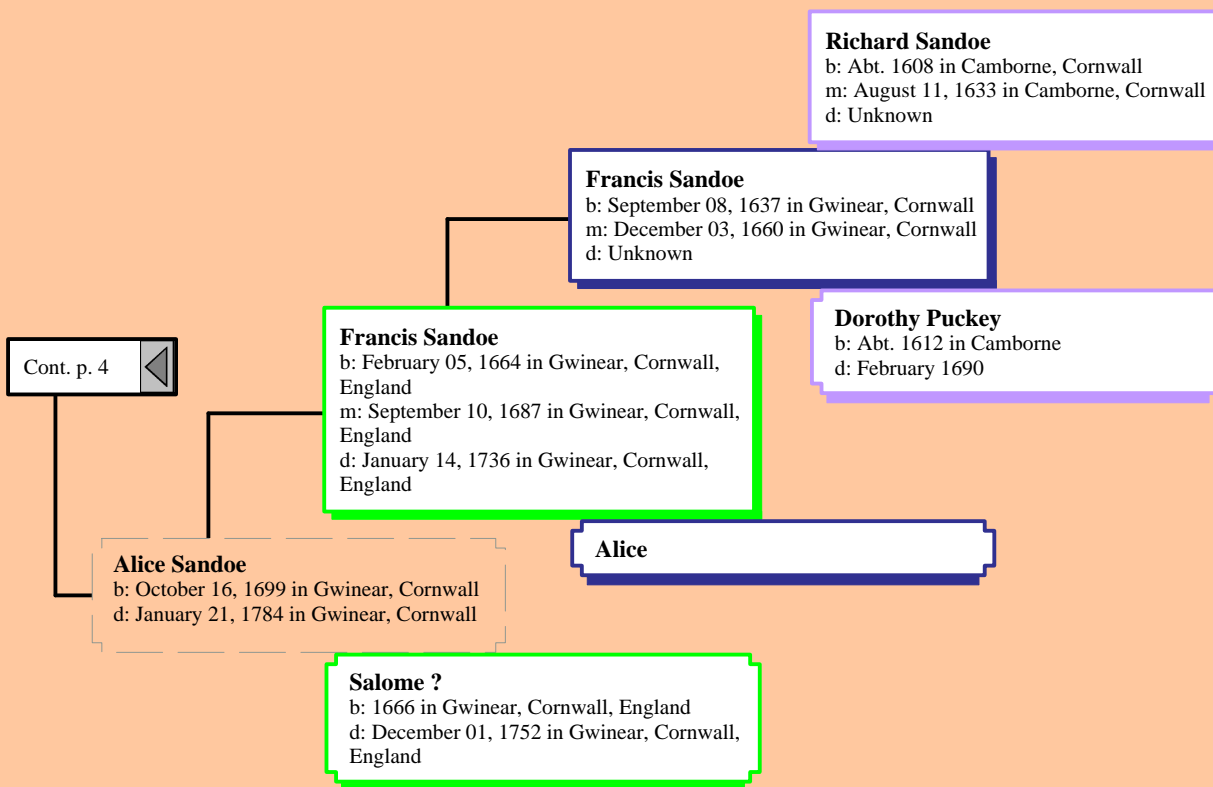 Richard Sandoe
b: Abt. 1608 in Camborne, Cornwall
m: August 11, 1633 in Camborne, Cornwall
d: Unknown
Francis Sandoe
b: September 08, 1637 in Gwinear, Cornwall
m: December 03, 1660 in Gwinear, Cornwall
d: Unknown
Dorothy Puckey
b: Abt. 1612 in Camborne
d: February 1690
Francis Sandoe
b: February 05, 1664 in Gwinear, Cornwall,
England
m: September 10, 1687 in Gwinear, Cornwall,
England
d: January 14, 1736 in Gwinear, Cornwall,
England
Cont. p. 4
Alice
Alice Sandoe
b: October 16, 1699 in Gwinear, Cornwall
d: January 21, 1784 in Gwinear, Cornwall
Salome ?
b: 1666 in Gwinear, Cornwall, England
d: December 01, 1752 in Gwinear, Cornwall,
England